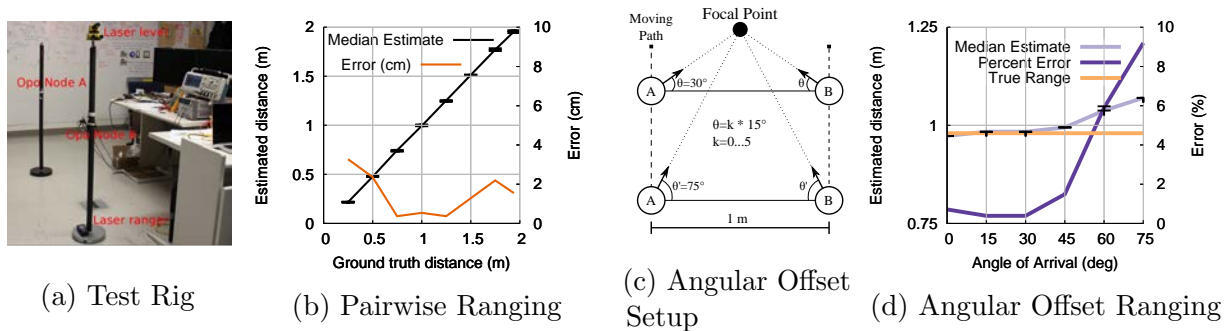 Laser level
Opo Node A
Opo Node B
Laser range
(a) Test Rig
Estimated distance (m)
2
1.5
1
0.5
0
Median Estimate
Error (cm)
10
8
6
4
2
0
Error (cm)
0
0.5
1
1.5
2
Ground truth distance (m)
(b) Pairwise Ranging
Moving
Path
Focal Point
A
θ=30°
θ
B
θ=k * 15°
k=0...5
A
θ'=75°
θ'
B
1 m
(c) Angular Offset
Setup
Estimated distance (m)
1.25
1
0.75
Median Estimate
Percent Error
True Range
10
8
6
4
2
0
Error (%)
0
15
30
45
60
75
Angle of Arrival (deg)
(d) Angular Offset Ranging